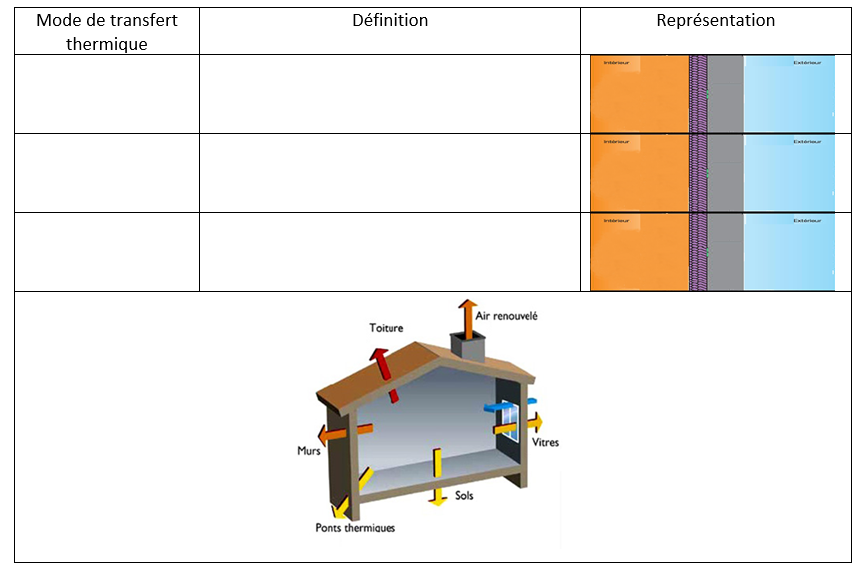 Mode de transfert
thermique
Définition
Représentation
Intérieur
Extérieur
Intérieur
Extérieur
Intérieur
Extérieur
Air renouvelé
Toiture
Murs
Vitres
Sols
Ponts thermiques